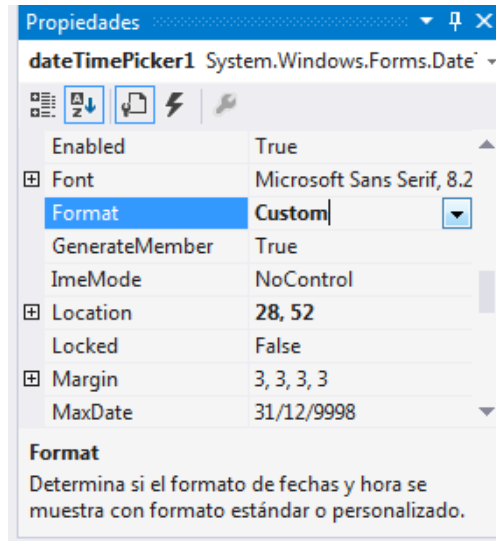 Propiedades
dateTimePicker1 System.Windows.Forms.Date
Enabled True
Font Microsoft Sans Serif, 8.2
Format Custom
GenerateMember True
ImeMode NoControl
Location 28, 52
Locked False
Margin 3, 3, 3, 3
MaxDate 31/12/9998
Format
Determina si el formato de fechas y hora se
muestra con formato estándar o personalizado.